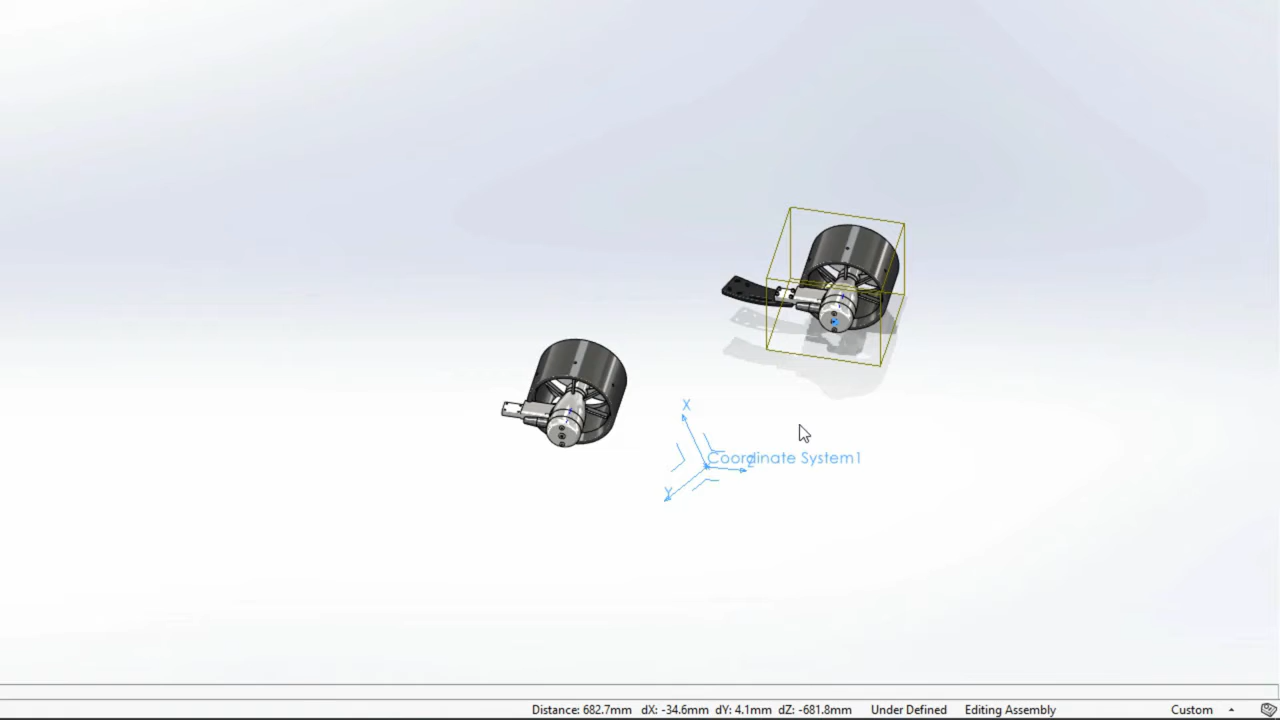 X
Coordinate System1
Z
Y
Distance: 682.7mm dX: -34.6mm dY: 4.1mm dZ: -681.8mm Under Defined Editing Assembly Custom